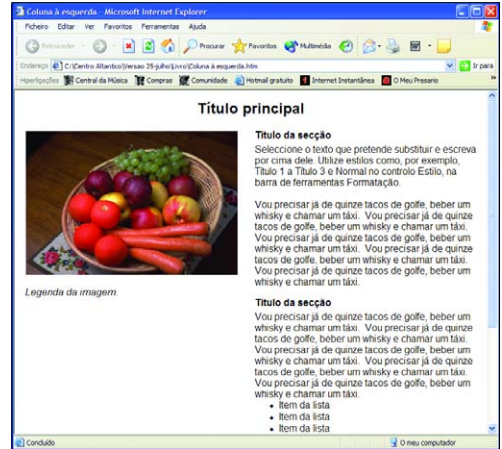 Coluna à esquerda - Microsoft Internet Explorer
Ficheiro Editar Ver Favoritos Ferramentas Ajuda
Retroceder Procurar Favoritos Multimédia
Endereço C:\Centro Atlantico\Versao 25-julho\Livro\Coluna à esquerda.htm Ir para
Hiperligações Central da Música Compras Comunidade Hotmail gratuito Internet Instantânea O Meu Presario
Título principal
Título da secção
Seleccione o texto que pretende substituir e escreva
por cima dele. Utilize estilos como, por exemplo,
Título 1 a Título 3 e Normal no controlo Estilo, na
barra de ferramentas Formatação.
Vou precisar já de quinze tacos de golfe, beber um
whisky e chamar um táxi. Vou precisar já de quinze
tacos de golfe, beber um whisky e chamar um táxi.
Vou precisar já de quinze tacos de golfe, beber um
whisky e chamar um táxi. Vou precisar já de quinze
tacos de golfe, beber um whisky e chamar um táxi.
Vou precisar já de quinze tacos de golfe, beber um
whisky e chamar um táxi.
Legenda da imagem.
Título da secção
Vou precisar já de quinze tacos de golfe, beber um
whisky e chamar um táxi. Vou precisar já de quinze
tacos de golfe, beber um whisky e chamar um táxi.
Vou precisar já de quinze tacos de golfe, beber um
whisky e chamar um táxi. Vou precisar já de quinze
tacos de golfe, beber um whisky e chamar um táxi.
Vou precisar já de quinze tacos de golfe, beber um
whisky e chamar um táxi.
• Item da lista
• Item da lista
• Item da lista
Concluído O meu computador